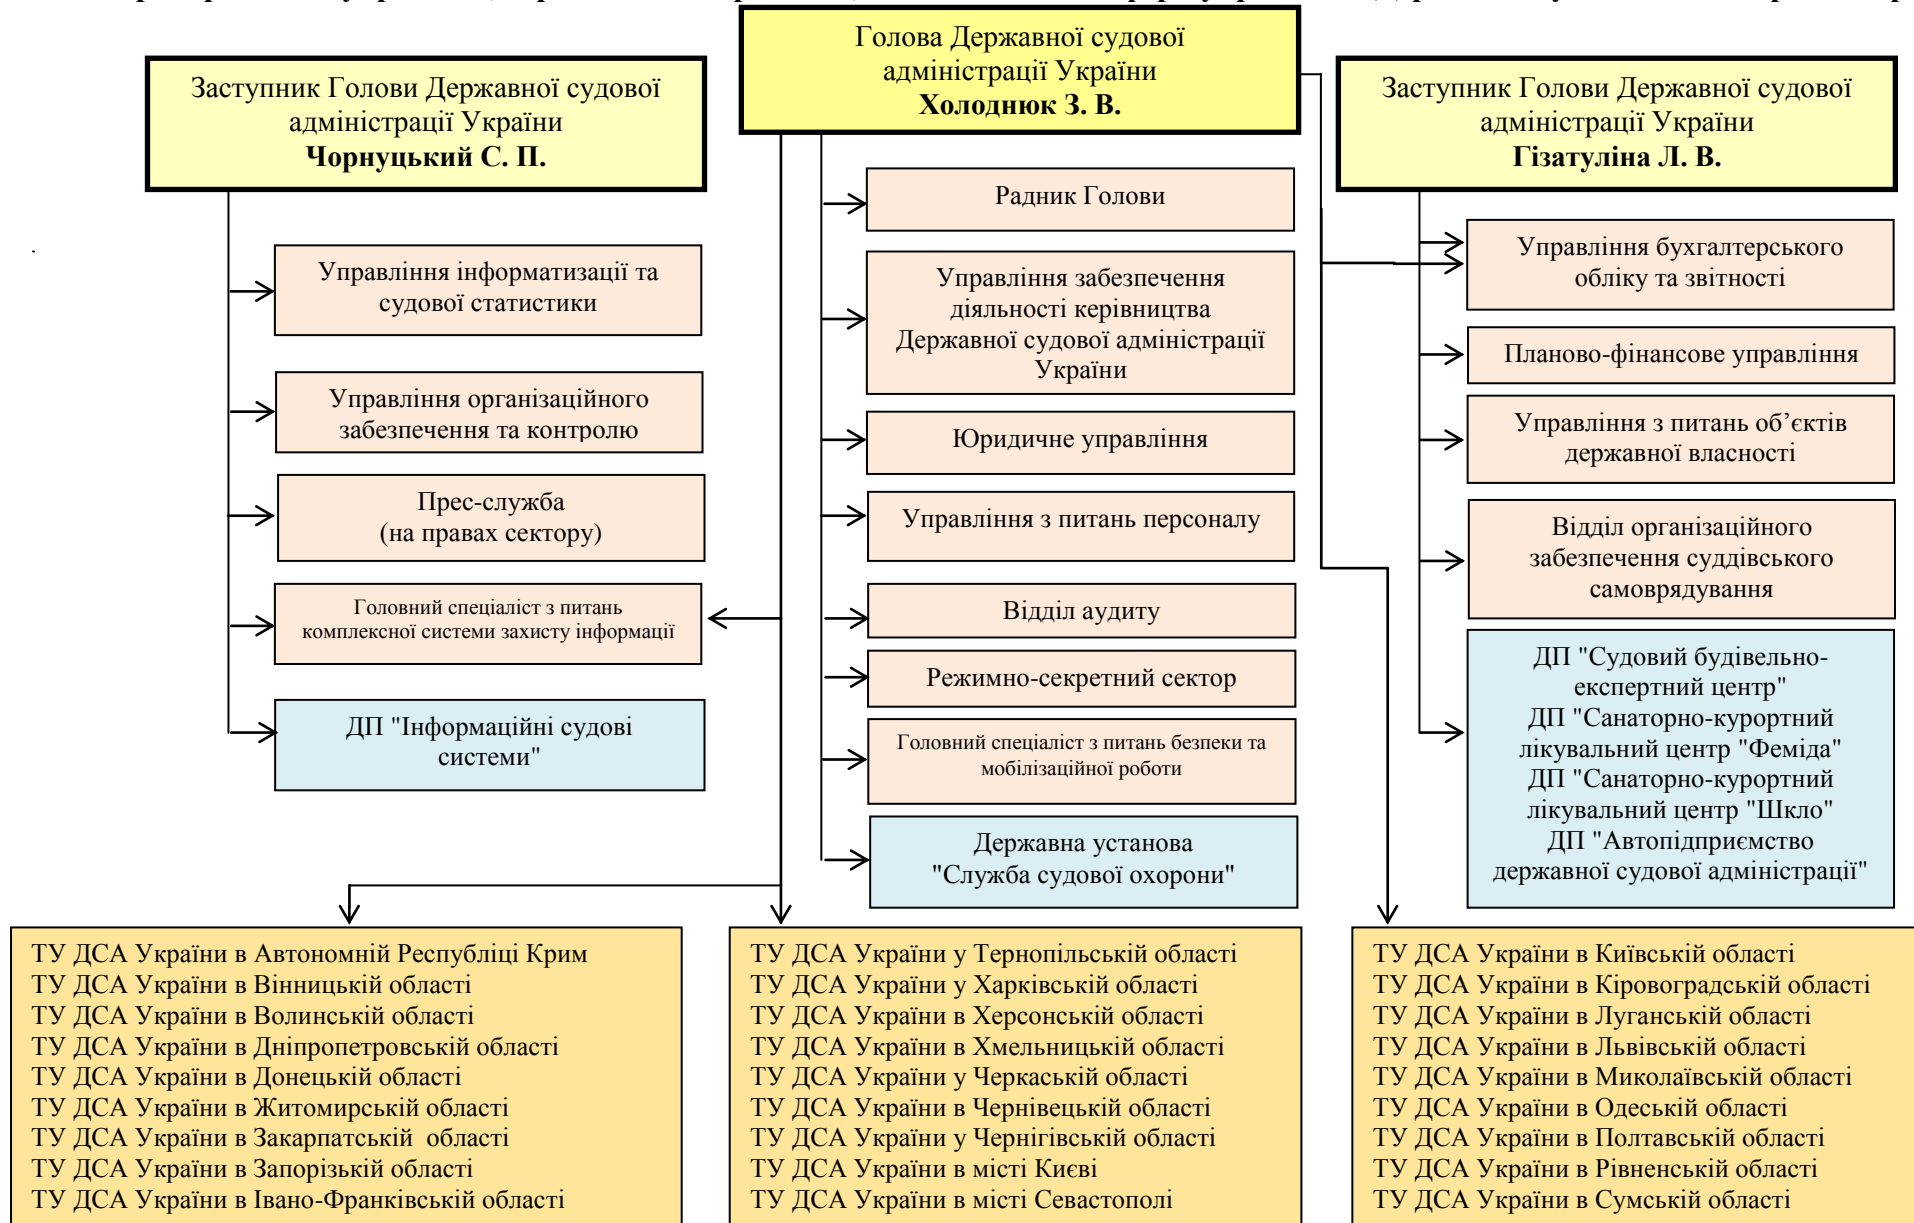 Заступник Голови Державної судової
адміністрації України
Чорнуцький С. П.
Управління інформатизації та
судової статистики
Управління організаційного
забезпечення та контролю
Прес-служба
(на правах сектору)
Головний спеціаліст з питань
комплексної системи захисту інформації
ДП "Інформаційні судові
системи"
Голова Державної судової
адміністрації України
Холоднюк З. В.
Радник Голови
Управління забезпечення
діяльності керівництва
Державної судової адміністрації
України
Юридичне управління
Управління з питань персоналу
Відділ аудиту
Режимно-секретний сектор
Головний спеціаліст з питань безпеки та
мобілізаційної роботи
Державна установа
"Служба судової охорони"
Заступник Голови Державної судової
адміністрації України
Гізатуліна Л. В.
Управління бухгалтерського
обліку та звітності
Планово-фінансове управління
Управління з питань об’єктів
державної власності
Відділ організаційного
забезпечення суддівського
самоврядування
ДП "Судовий будівельно-
експертний центр"
ДП "Санаторно-курортний
лікувальний центр "Феміда"
ДП "Санаторно-курортний
лікувальний центр "Шкло"
ДП "Автопідприємство
державної судової адміністрації"
ТУ ДСА України в Автономній Республіці Крим
ТУ ДСА України в Вінницькій області
ТУ ДСА України в Волинській області
ТУ ДСА України в Дніпропетровській області
ТУ ДСА України в Донецькій області
ТУ ДСА України в Житомирській області
ТУ ДСА України в Закарпатській  області
ТУ ДСА України в Запорізькій області
ТУ ДСА України в Івано-Франківській області
ТУ ДСА України у Тернопільській області
ТУ ДСА України у Харківській області
ТУ ДСА України в Херсонській області
ТУ ДСА України в Хмельницькій області
ТУ ДСА України у Черкаській області
ТУ ДСА України в Чернівецькій області
ТУ ДСА України у Чернігівській області
ТУ ДСА України в місті Києві
ТУ ДСА України в місті Севастополі
ТУ ДСА України в Київській області
ТУ ДСА України в Кіровоградській області
ТУ ДСА України в Луганській області
ТУ ДСА України в Львівській області
ТУ ДСА України в Миколаївській області
ТУ ДСА України в Одеській області
ТУ ДСА України в Полтавській області
ТУ ДСА України в Рівненській області
ТУ ДСА України в Сумській області